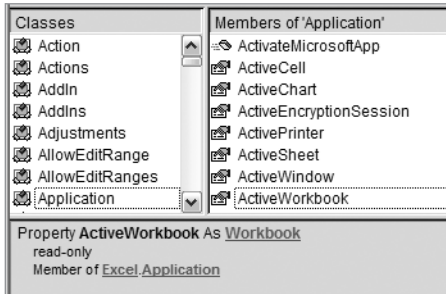 Classes
Action
Actions
AddIn
AddIns
Adjustments
AllowEditRange
AllowEditRanges
Application
Members of 'Application'
ActivateMicrosoftApp
ActiveCell
ActiveChart
ActiveEncryptionSession
ActivePrinter
ActiveSheet
ActiveWindow
ActiveWorkbook
Property ActiveWorkbook As Workbook
read-only
Member of Excel.Application